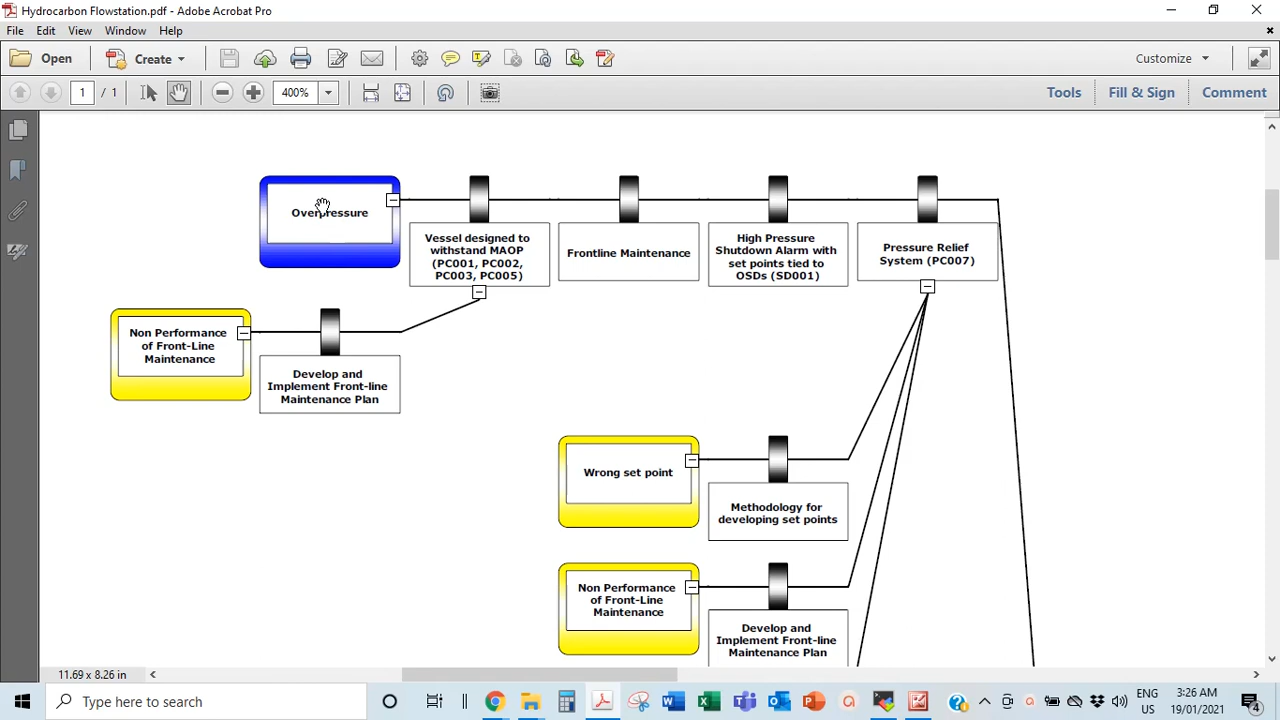 Hydrocarbon Flowstation.pdf - Adobe Acrobat Pro
File Edit View Window Help
Open Create Customize
1 / 1 400% Tools Fill & Sign Comment
Overpressure
Vessel designed to
withstand MAOP
(PC001, PC002,
PC003, PC005)
Frontline Maintenance
High Pressure
Shutdown Alarm with
set points tied to
OSDs (SD001)
Pressure Relief
System (PC007)
Non Performance
of Front-Line
Maintenance
Develop and
Implement Front-line
Maintenance Plan
Wrong set point
Methodology for
developing set points
Non Performance
of Front-Line
Maintenance
Develop and
Implement Front-line
Maintenance Plan
11.69 x 8.26 in
Type here to search
ENG
US
3:26 AM
19/01/2021
4